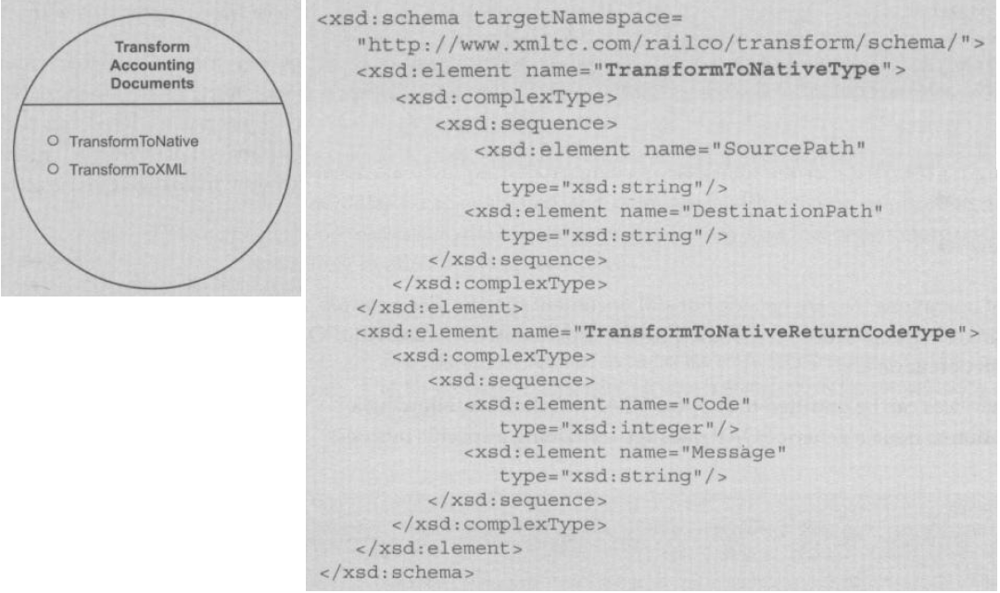 Transform
Accounting
Documents
TransformToNative
TransformToXML
<xsd:schema targetNamespace=
"http://www.xmltc.com/railco/transform/schema/">
<xsd:element name="TransformToNativeType">
<xsd:complexType>
<xsd:sequence>
<xsd:element name="SourcePath"
type="xsd:string"/>
<xsd:element name="DestinationPath"
type="xsd:string"/>
</xsd:sequence>
</xsd:complexType>
</xsd:element>
<xsd:element name="TransformToNativeReturnCodeType">
<xsd:complexType>
<xsd:sequence>
<xsd:element name="Code"
type="xsd:integer"/>
<xsd:element name="Message"
type="xsd:string"/>
</xsd:sequence>
</xsd:complexType>
</xsd:element>
</xsd:schema>